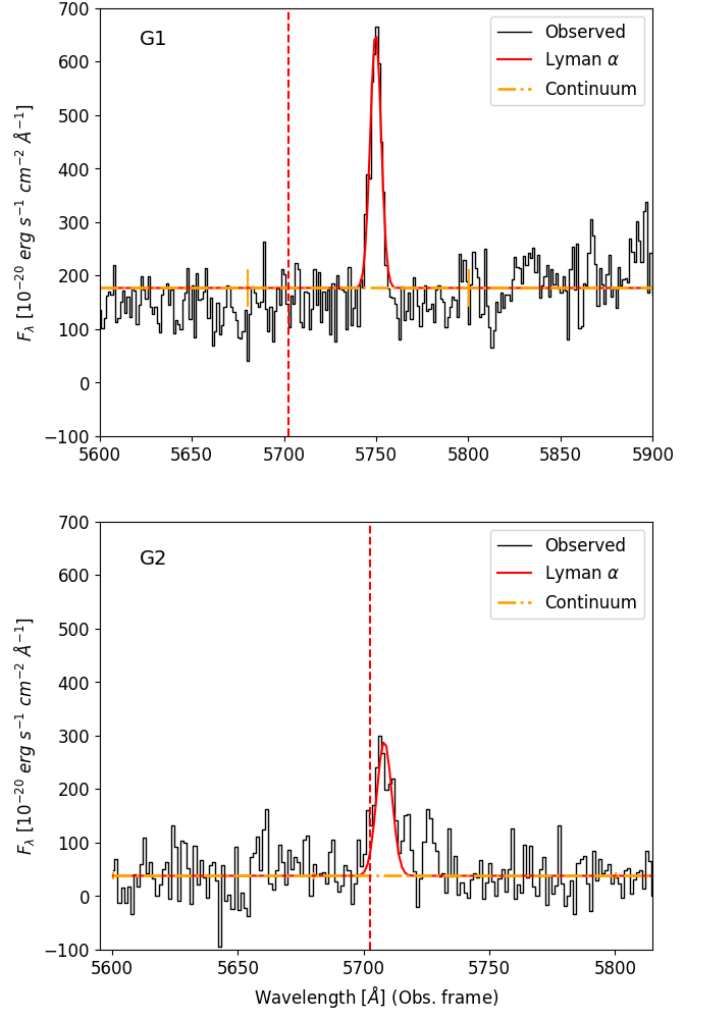 700
600
500
400
300
200
100
0
−100
F_λ [10⁻²⁰ erg s⁻¹ cm⁻² Å⁻¹]
G1
Observed
Lyman α
Continuum
5600 5650 5700 5750 5800 5850 5900
700
600
500
400
300
200
100
0
−100
F_λ [10⁻²⁰ erg s⁻¹ cm⁻² Å⁻¹]
G2
Observed
Lyman α
Continuum
5600 5650 5700 5750 5800
Wavelength [Å] (Obs. frame)